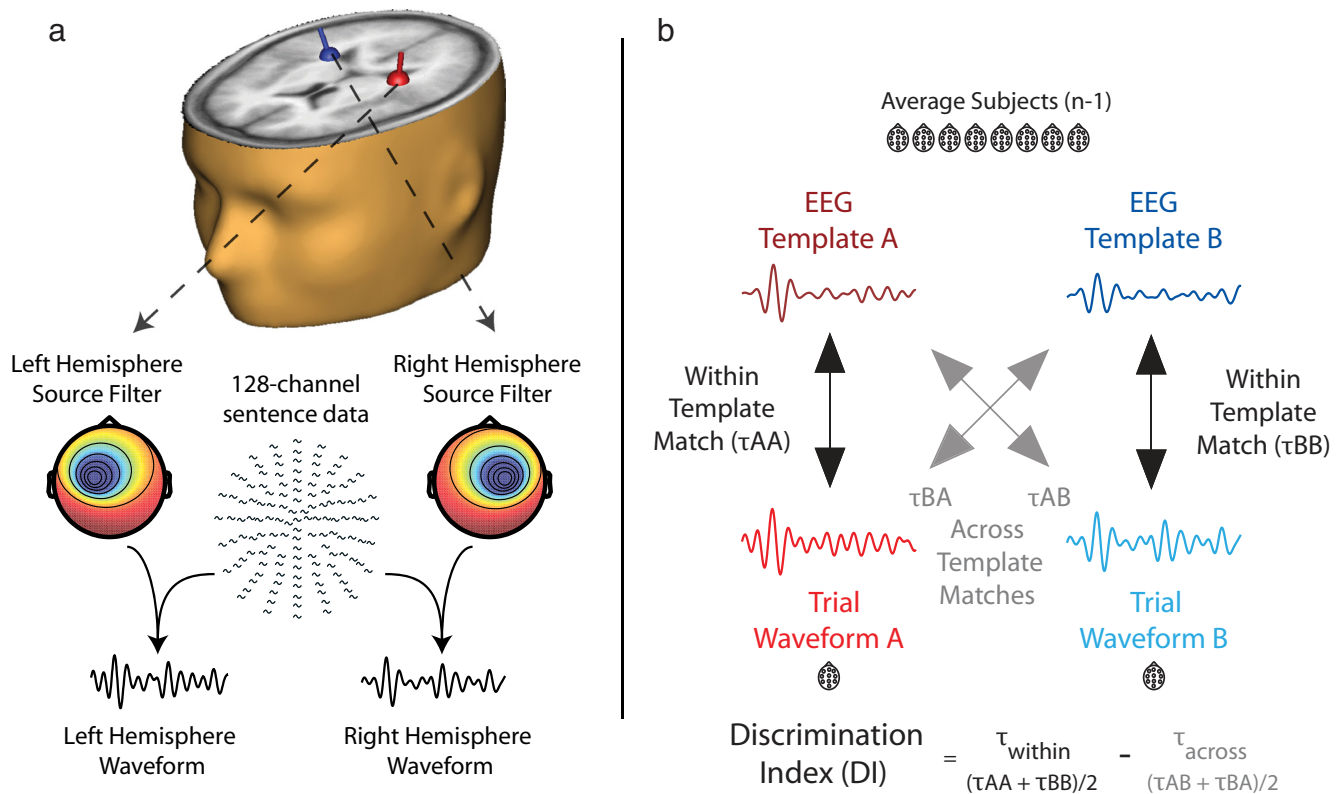 a
Left Hemisphere
Source Filter
128-channel
sentence data
Right Hemisphere
Source Filter
Left Hemisphere
Waveform
Right Hemisphere
Waveform
b
Average Subjects (n-1)
EEG
Template A
EEG
Template B
Within
Template
Match (τAA)
Within
Template
Match (τBB)
τBA
τAB
Across
Template
Matches
Trial
Waveform A
Trial
Waveform B
Discrimination
Index (DI)
= τ within - τ across
(τAA + τBB)/2 (τAB + τBA)/2